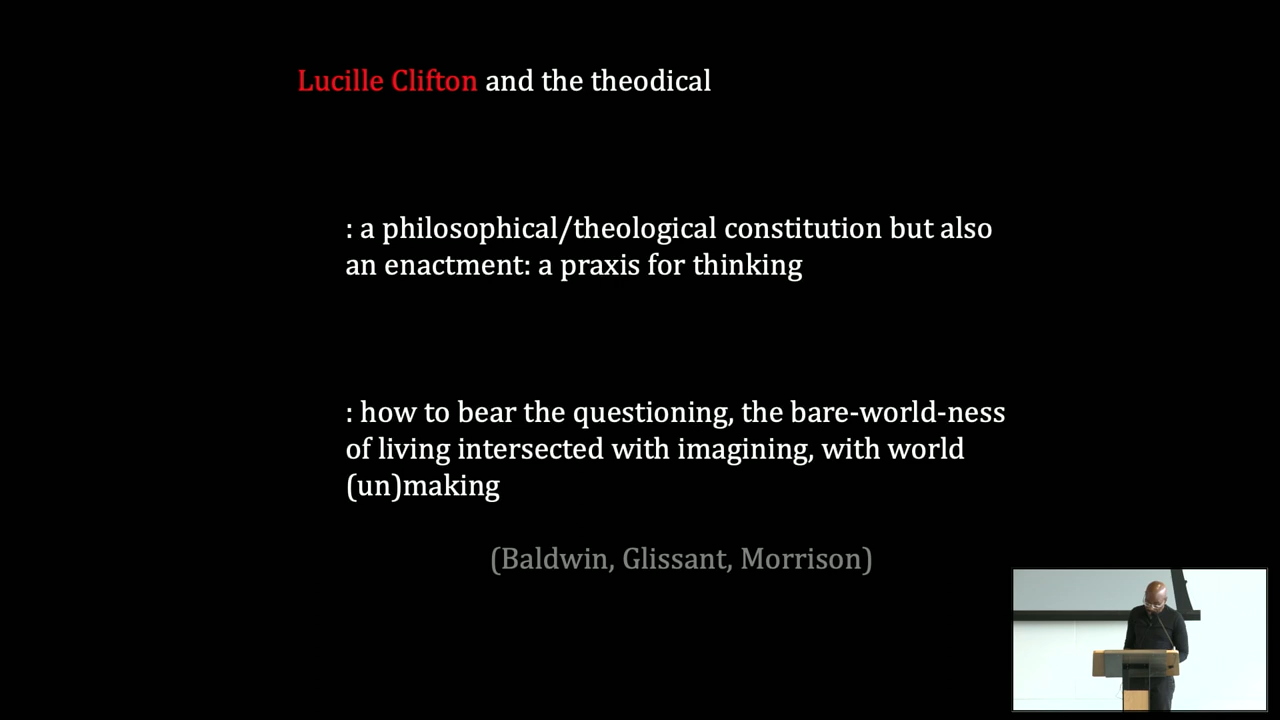 Lucille Clifton and the theodical
: a philosophical/theological constitution but also
an enactment: a praxis for thinking
: how to bear the questioning, the bare-world-ness
of living intersected with imagining, with world
(un)making
(Baldwin, Glissant, Morrison)